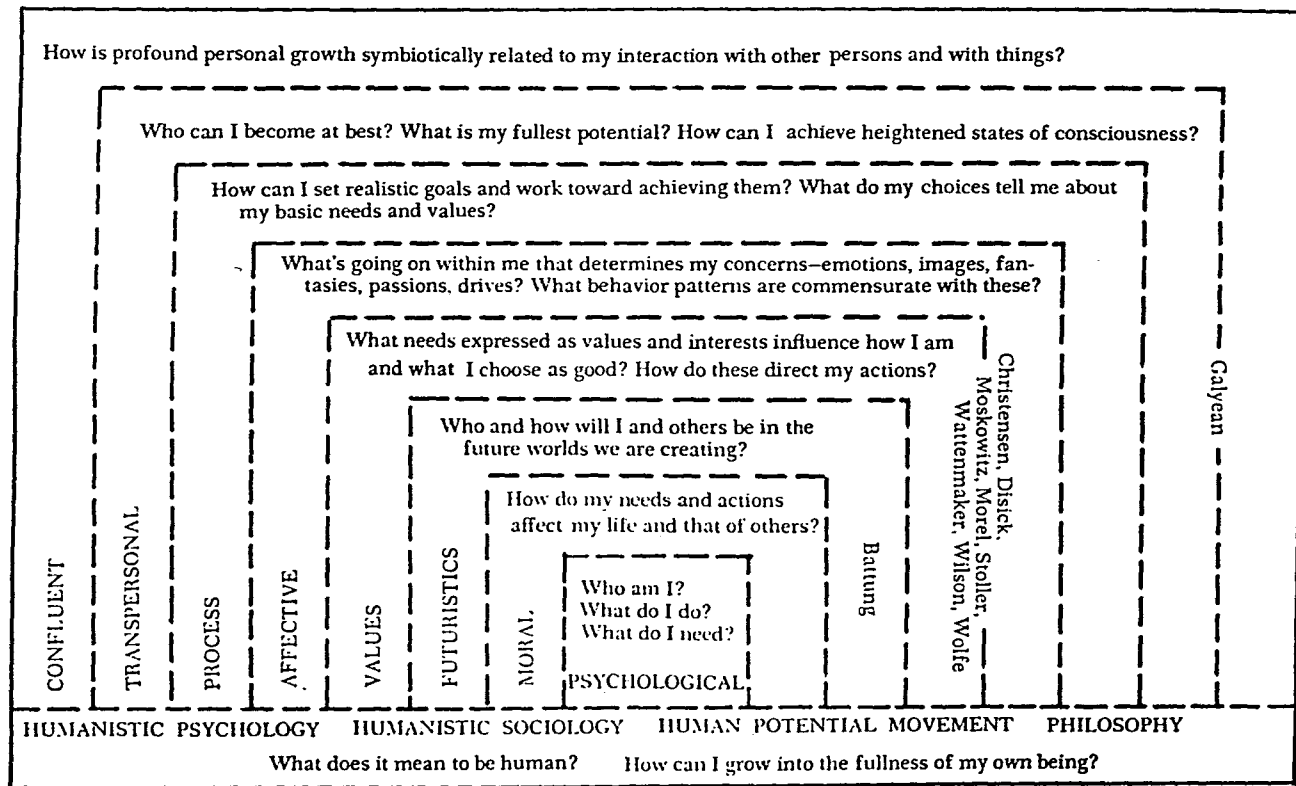 How is profound personal growth symbiotically related to my interaction with other persons and with things?
Who can I become at best? What is my fullest potential? How can I achieve heightened states of consciousness?
How can I set realistic goals and work toward achieving them? What do my choices tell me about
my basic needs and values?
What's going on within me that determines my concerns—emotions, images, fan-
tasies, passions, drives? What behavior patterns are commensurate with these?
What needs expressed as values and interests influence how I am
and what I choose as good? How do these direct my actions?
Who and how will I and others be in the
future worlds we are creating?
How do my needs and actions
affect my life and that of others?
Who am I?
What do I do?
What do I need?
CONFLUENT
TRANSPERSONAL
PROCESS
AFFECTIVE
VALUES
FUTURISTICS
MORAL
PSYCHOLOGICAL
Battung
Christensen, Disick,
Moskowitz, Morel, Stoller,
Wattenmaker, Wilson, Wolfe
Galyean
HUMANISTIC PSYCHOLOGY HUMANISTIC SOCIOLOGY HUMAN POTENTIAL MOVEMENT PHILOSOPHY
What does it mean to be human? How can I grow into the fullness of my own being?